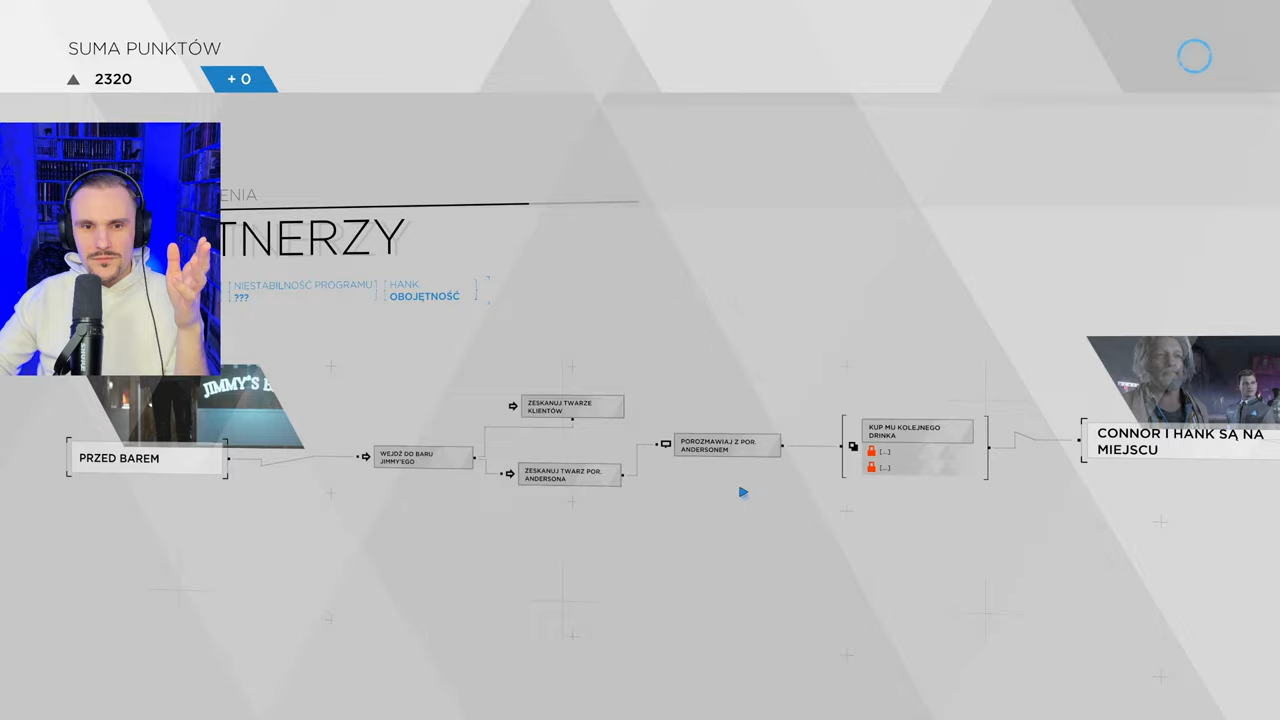 SUMA PUNKTÓW
2320
+ 0
ENIA
TNERZY
NIESTABILNOŚĆ PROGRAMU
???
HANK
OBOJĘTNOŚĆ
JIMMY'S B
PRZED BAREM
WEJDŹ DO BARU
JIMMY'EGO
ZESKANUJ TWARZE
KLIENTÓW
ZESKANUJ TWARZ POR.
ANDERSONA
POROZMAWIAJ Z POR.
ANDERSONEM
KUP MU KOLEJNEGO
DRINKA
[...]
[...]
CONNOR I HANK SĄ NA
MIEJSCU